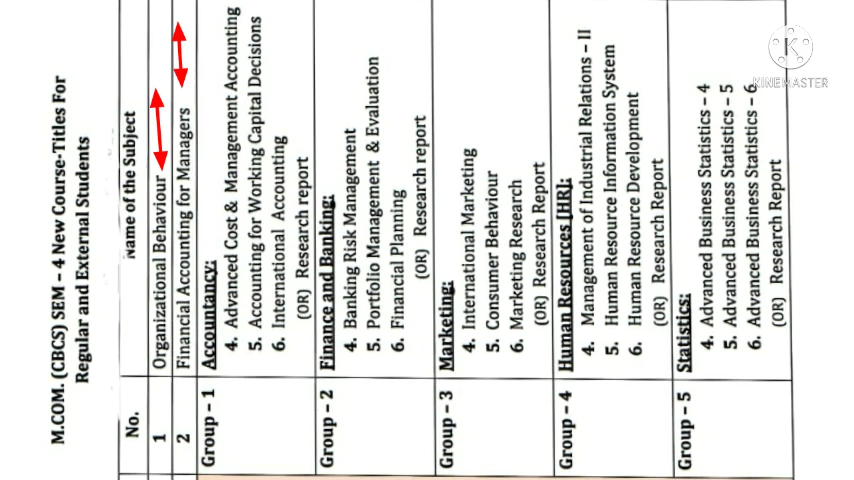 M.COM. (CBCS) SEM – 4 New Course-Titles For
Regular and External Students
No. Name of the Subject
1 Organizational Behaviour
2 Financial Accounting for Managers
Group – 1 Accountancy:
4. Advanced Cost & Management Accounting
5. Accounting for Working Capital Decisions
6. International Accounting
(OR) Research report
Group – 2 Finance and Banking:
4. Banking Risk Management
5. Portfolio Management & Evaluation
6. Financial Planning
(OR) Research report
Group – 3 Marketing:
4. International Marketing
5. Consumer Behaviour
6. Marketing Research
(OR) Research Report
Group – 4 Human Resources [HR]:
4. Management of Industrial Relations – II
5. Human Resource Information System
6. Human Resource Development
(OR) Research Report
Group – 5 Statistics:
4. Advanced Business Statistics – 4
5. Advanced Business Statistics – 5
6. Advanced Business Statistics – 6
(OR) Research Report
K
KINEMASTER